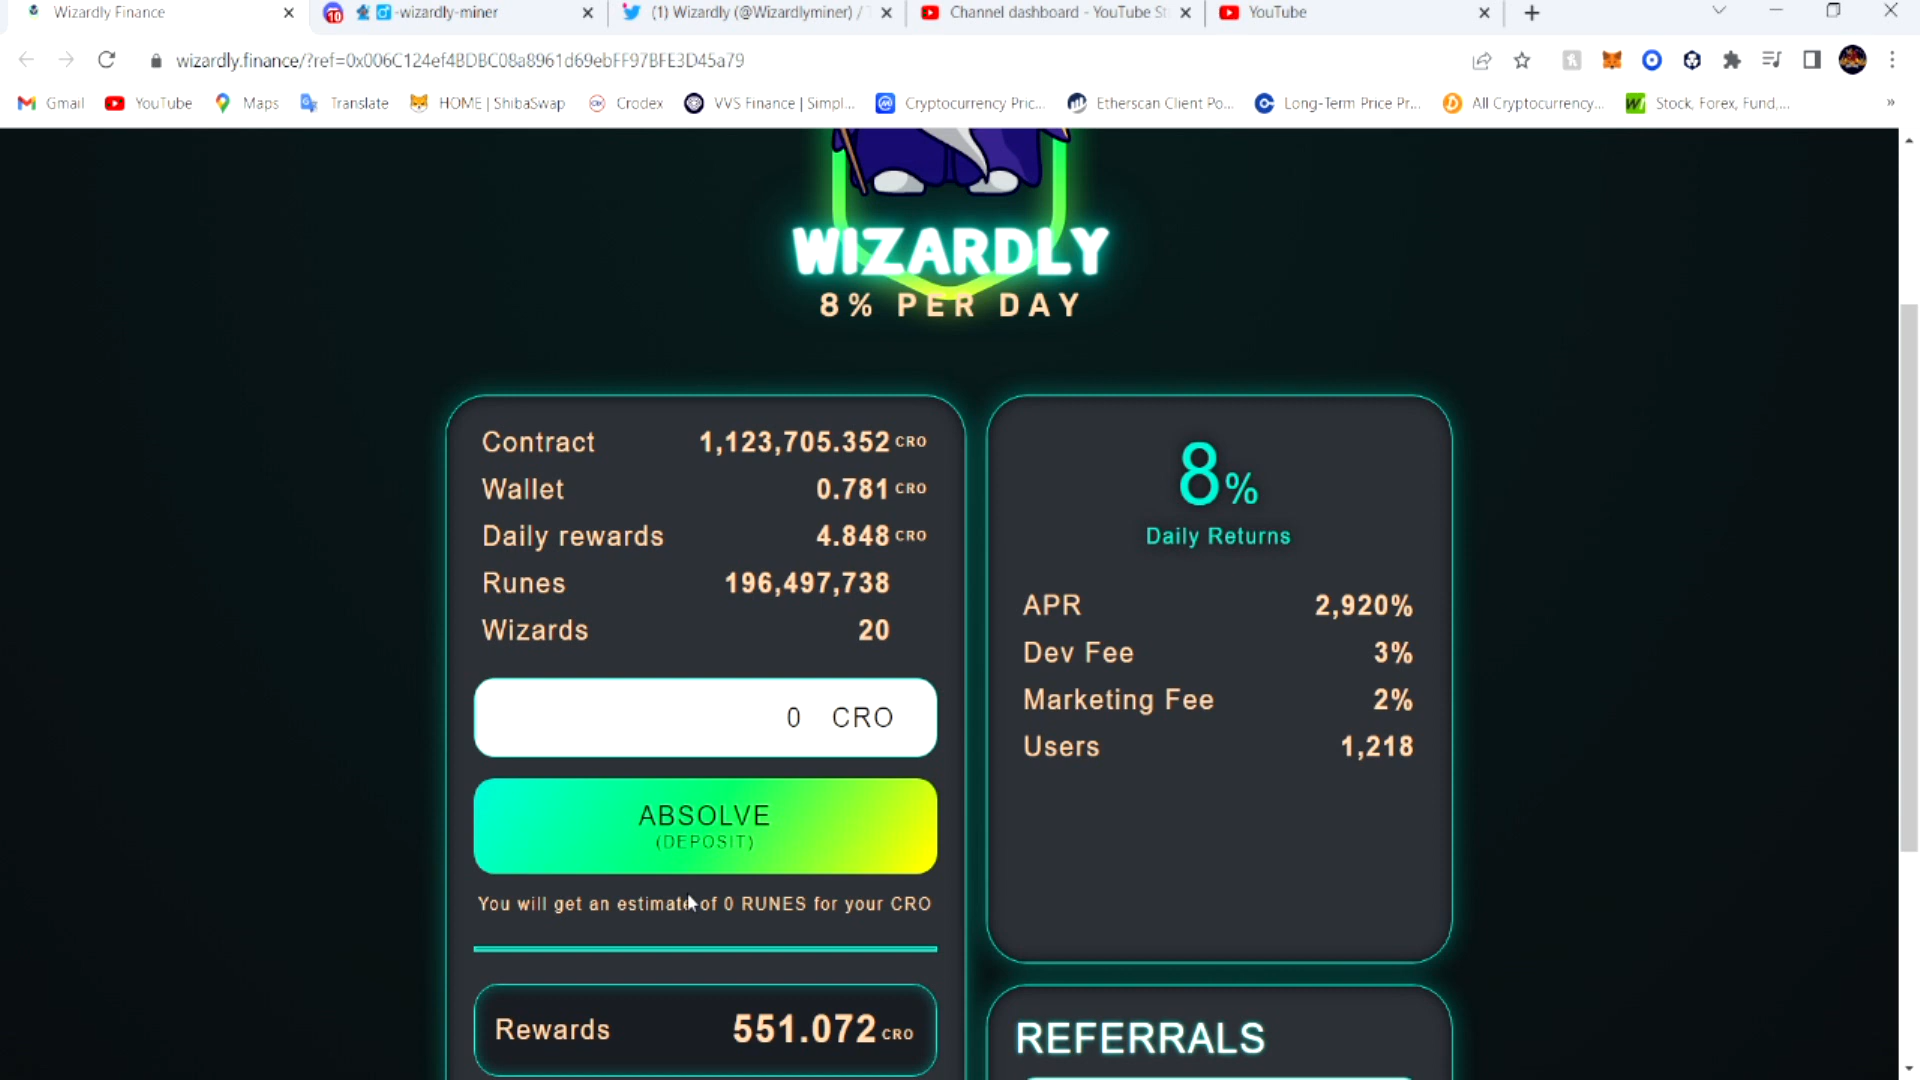 Wizardly Finance
10
-wizardly-miner
(1) Wizardly (@Wizardlyminer) /
Channel dashboard - YouTube St
YouTube
wizardly.finance/?ref=0x006C124ef4BDBC08a8961d69ebFF97BFE3D45a79
Gmail
YouTube
Maps
Translate
HOME | ShibaSwap
Crodex
VVS Finance | Simpl...
Cryptocurrency Pric...
Etherscan Client Po...
Long-Term Price Pr...
All Cryptocurrency...
Stock, Forex, Fund,...
WIZARDLY
8% PER DAY
Contract 1,123,705.352 CRO
Wallet 0.781 CRO
Daily rewards 4.848 CRO
Runes 196,497,738
Wizards 20
0 CRO
ABSOLVE
(DEPOSIT)
You will get an estimate of 0 RUNES for your CRO
Rewards 551.072 CRO
8%
Daily Returns
APR 2,920%
Dev Fee 3%
Marketing Fee 2%
Users 1,218
REFERRALS